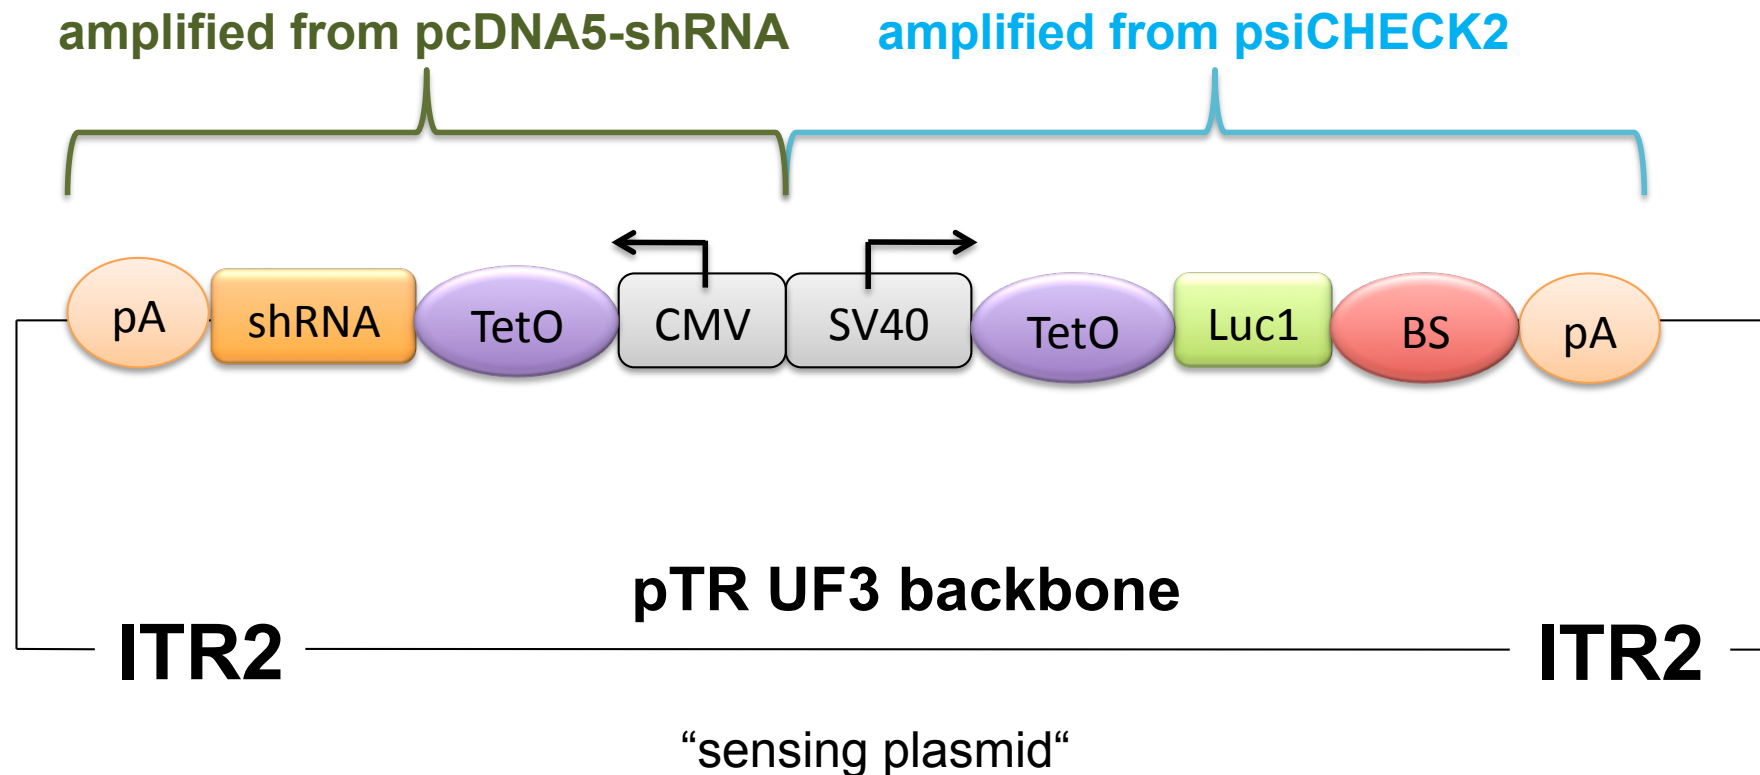 amplified from pcDNA5-shRNA amplified from psiCHECK2
pA shRNA TetO CMV SV40 TetO Luc1 BS pA
pTR UF3 backbone
ITR2 ITR2
“sensing plasmid“